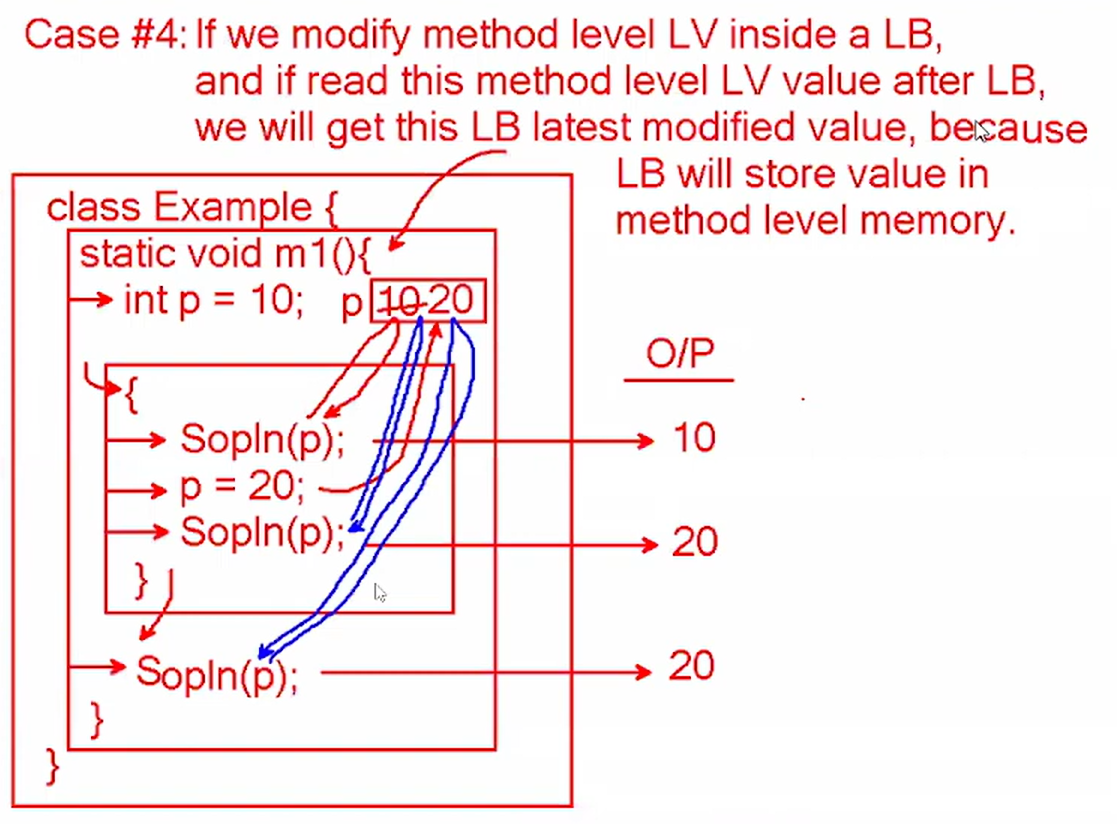 Case #4: If we modify method level LV inside a LB,
and if read this method level LV value after LB,
we will get this LB latest modified value, because
LB will store value in
method level memory.
class Example {
static void m1(){
int p = 10; p 10 20
{
Sopln(p);
p = 20;
Sopln(p);
}
Sopln(p);
}
}
O/P
10
20
20